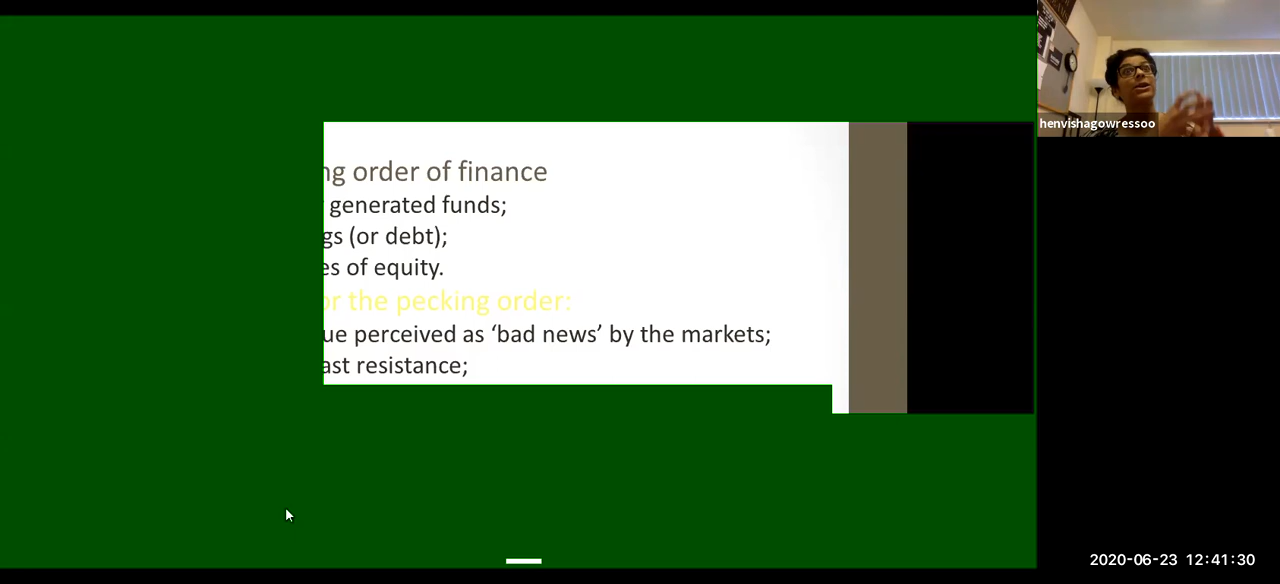 ng order of finance
generated funds;
gs (or debt);
es of equity.
or the pecking order:
ue perceived as ‘bad news’ by the markets;
ast resistance;
henvishagowressoo
2020-06-23 12:41:30